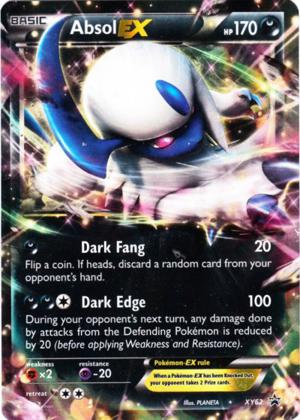 BASIC
Absol EX HP 170
Dark Fang 20
Flip a coin. If heads, discard a random card from your
opponent's hand.
Dark Edge 100
During your opponent's next turn, any damage done
by attacks from the Defending Pokémon is
reduced by 20 (before applying Weakness and Resistance).
weakness
×2
resistance
-20
retreat
Pokémon-EX rule
When a Pokémon-EX has been Knocked Out,
your opponent takes 2 Prize cards.
Illus. PLANETA
XY62